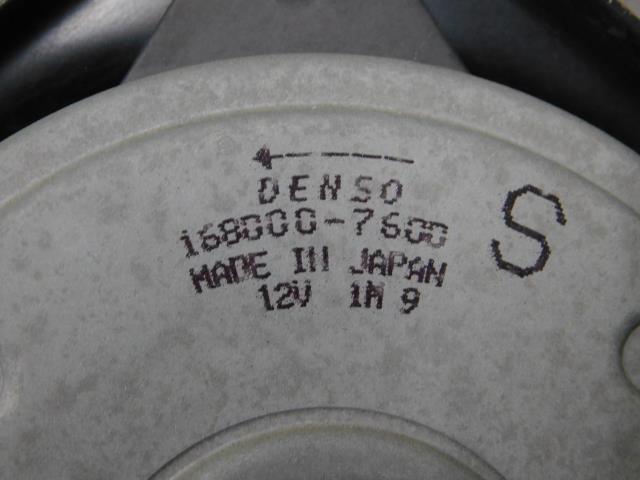 DENSO
168000-7600
MADE IN JAPAN
12V 1M 9
S